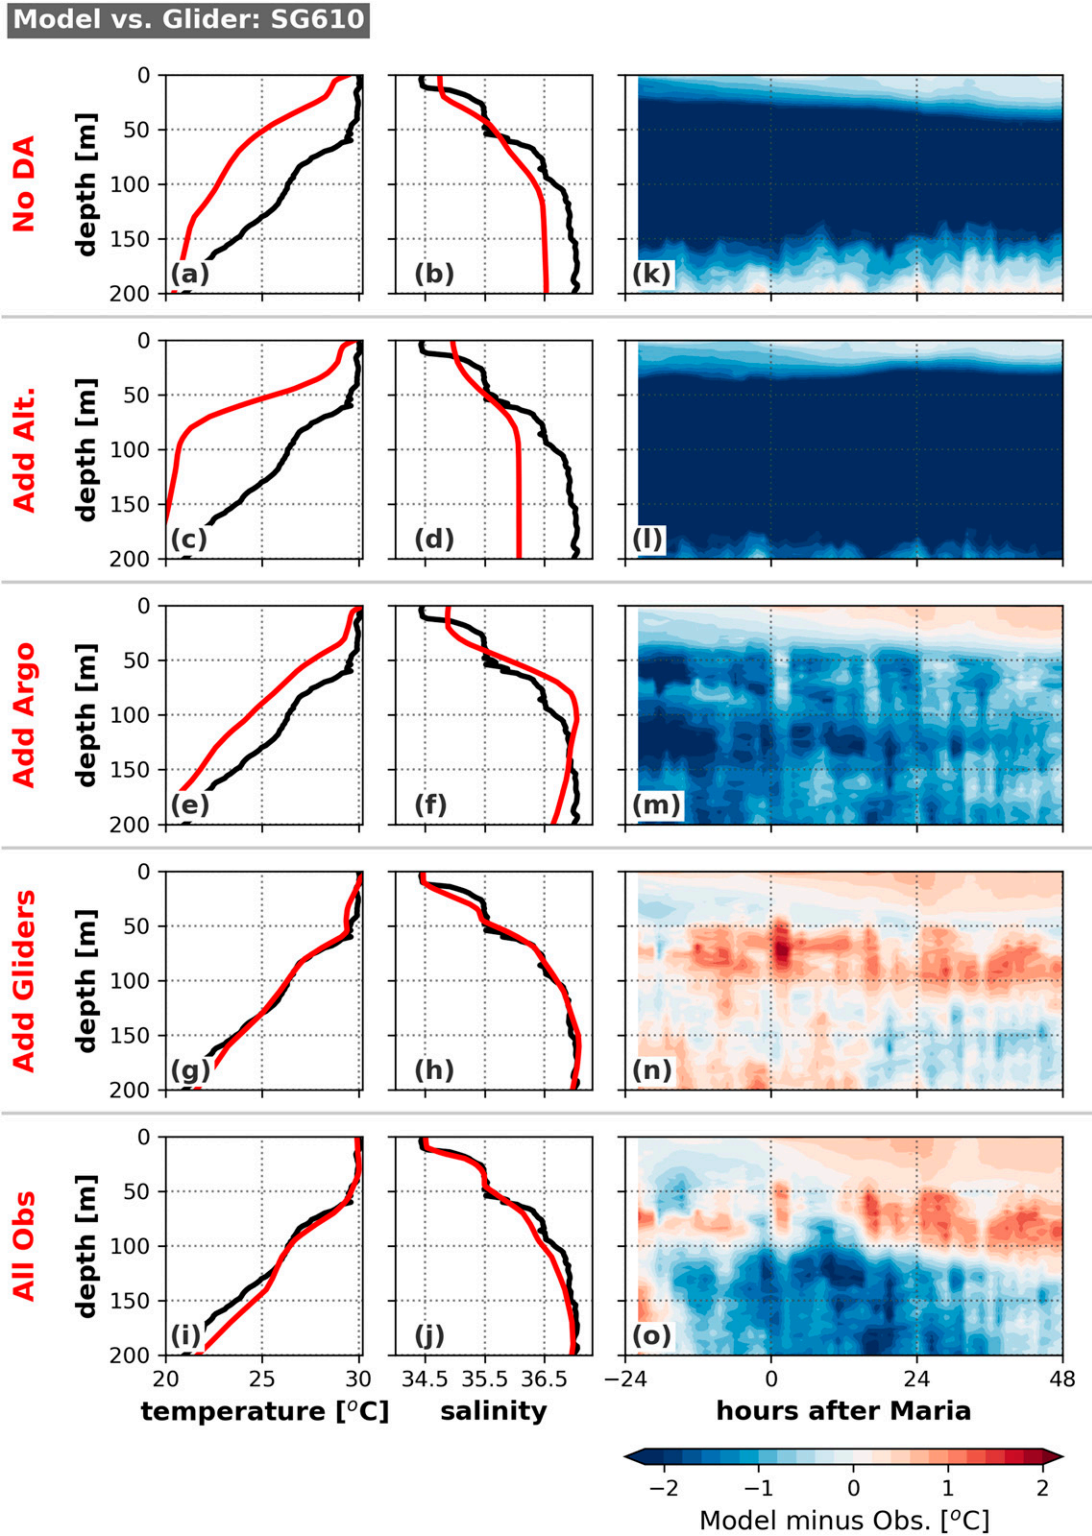 Model vs. Glider: SG610
No DA
depth [m]
0
50
100
150
200
(a)
(b)
(k)
Add Alt.
depth [m]
0
50
100
150
200
(c)
(d)
(l)
Add Argo
depth [m]
0
50
100
150
200
(e)
(f)
(m)
Add Gliders
depth [m]
0
50
100
150
200
(g)
(h)
(n)
All Obs
depth [m]
0
50
100
150
200
(i)
(j)
(o)
20 25 30
34.5 35.5 36.5
−24 0 24 48
temperature [°C]
salinity
hours after Maria
−2 −1 0 1 2
Model minus Obs. [°C]